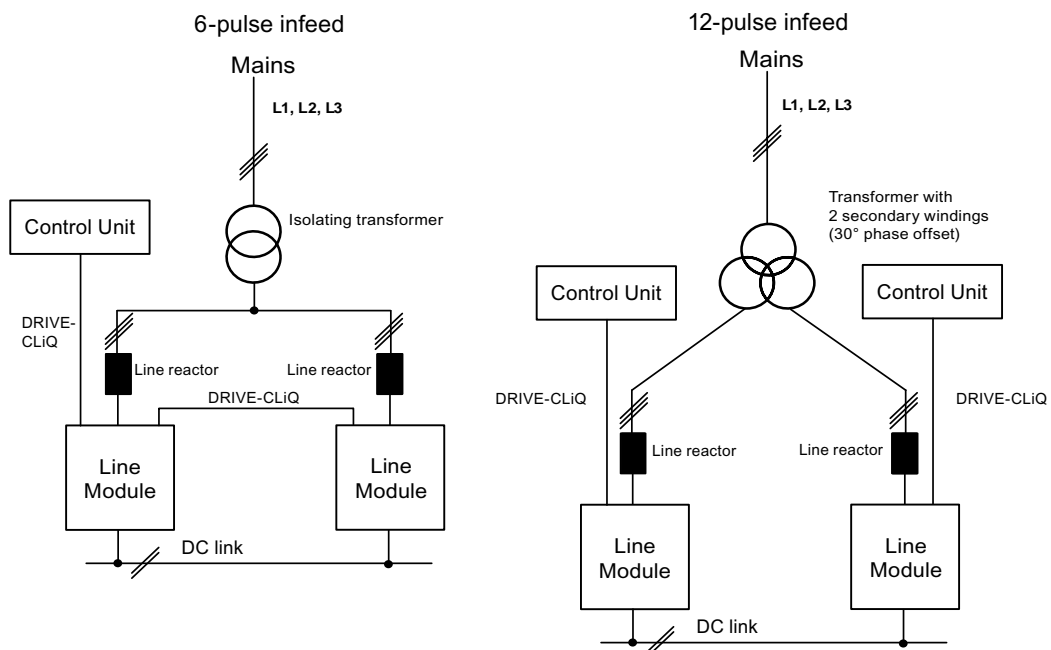 6-pulse infeed
Mains
L1, L2, L3
Control Unit
Isolating transformer
DRIVE-
CLiQ
Line reactor
Line reactor
DRIVE-CLiQ
Line
Module
Line
Module
DC link
12-pulse infeed
Mains
L1, L2, L3
Transformer with
2 secondary windings
(30° phase offset)
Control Unit
Control Unit
DRIVE-CLiQ
DRIVE-CLiQ
Line reactor
Line reactor
Line
Module
Line
Module
DC link